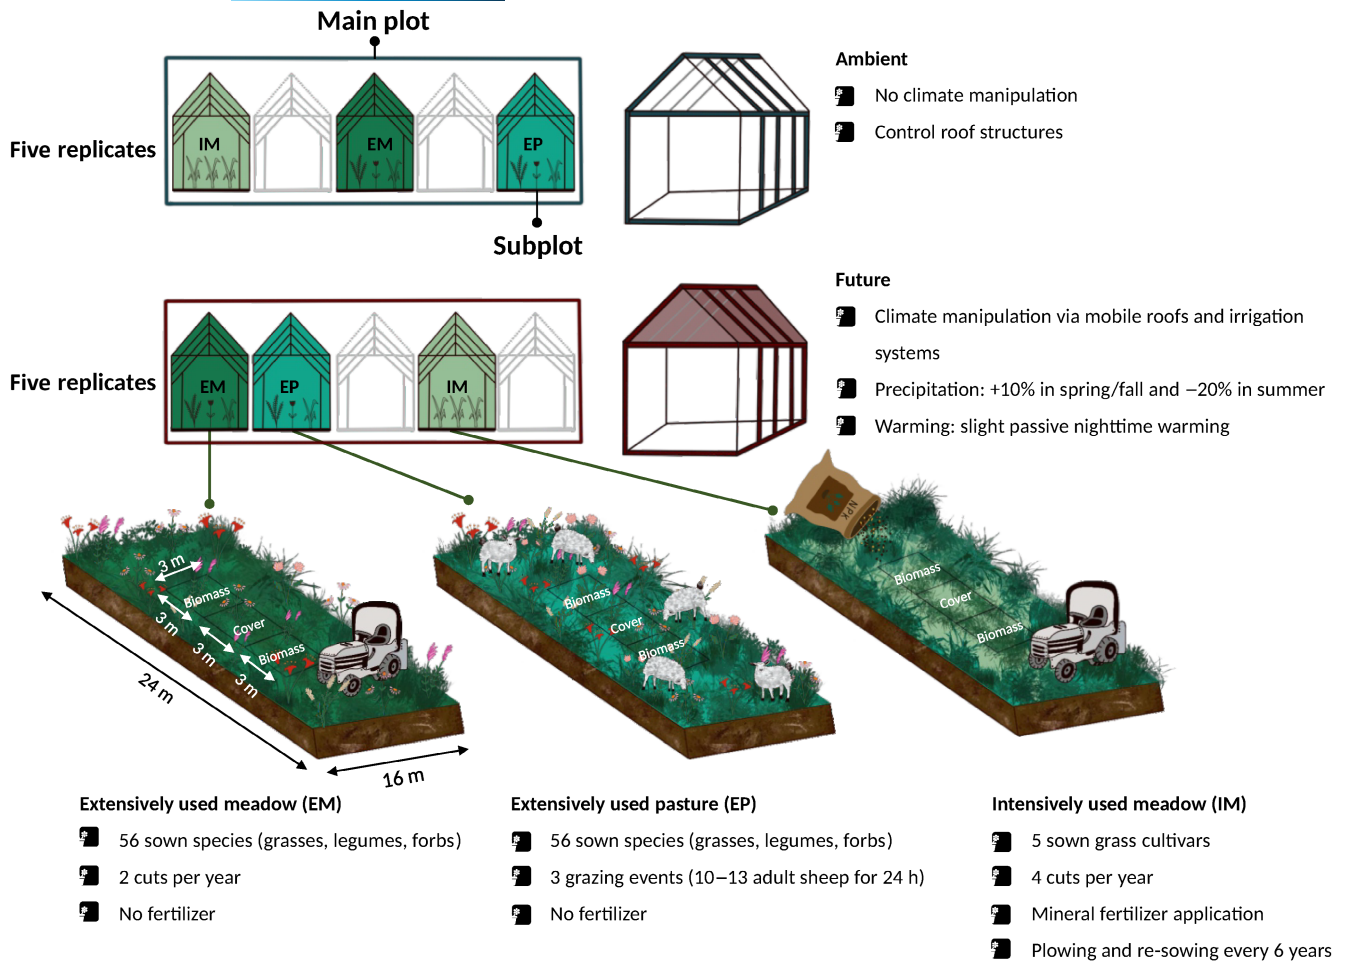 Main plot
Five replicates
IM
EM
EP
Subplot
Ambient
No climate manipulation
Control roof structures
Five replicates
EM
EP
IM
Future
Climate manipulation via mobile roofs and irrigation
systems
Precipitation: +10% in spring/fall and −20% in summer
Warming: slight passive nighttime warming
3 m
Biomass
Cover
Biomass
3 m
3 m
3 m
24 m
16 m
Biomass
Cover
Biomass
NPK
Biomass
Cover
Biomass
Extensively used meadow (EM)
56 sown species (grasses, legumes, forbs)
2 cuts per year
No fertilizer
Extensively used pasture (EP)
56 sown species (grasses, legumes, forbs)
3 grazing events (10−13 adult sheep for 24 h)
No fertilizer
Intensively used meadow (IM)
5 sown grass cultivars
4 cuts per year
Mineral fertilizer application
Plowing and re-sowing every 6 years